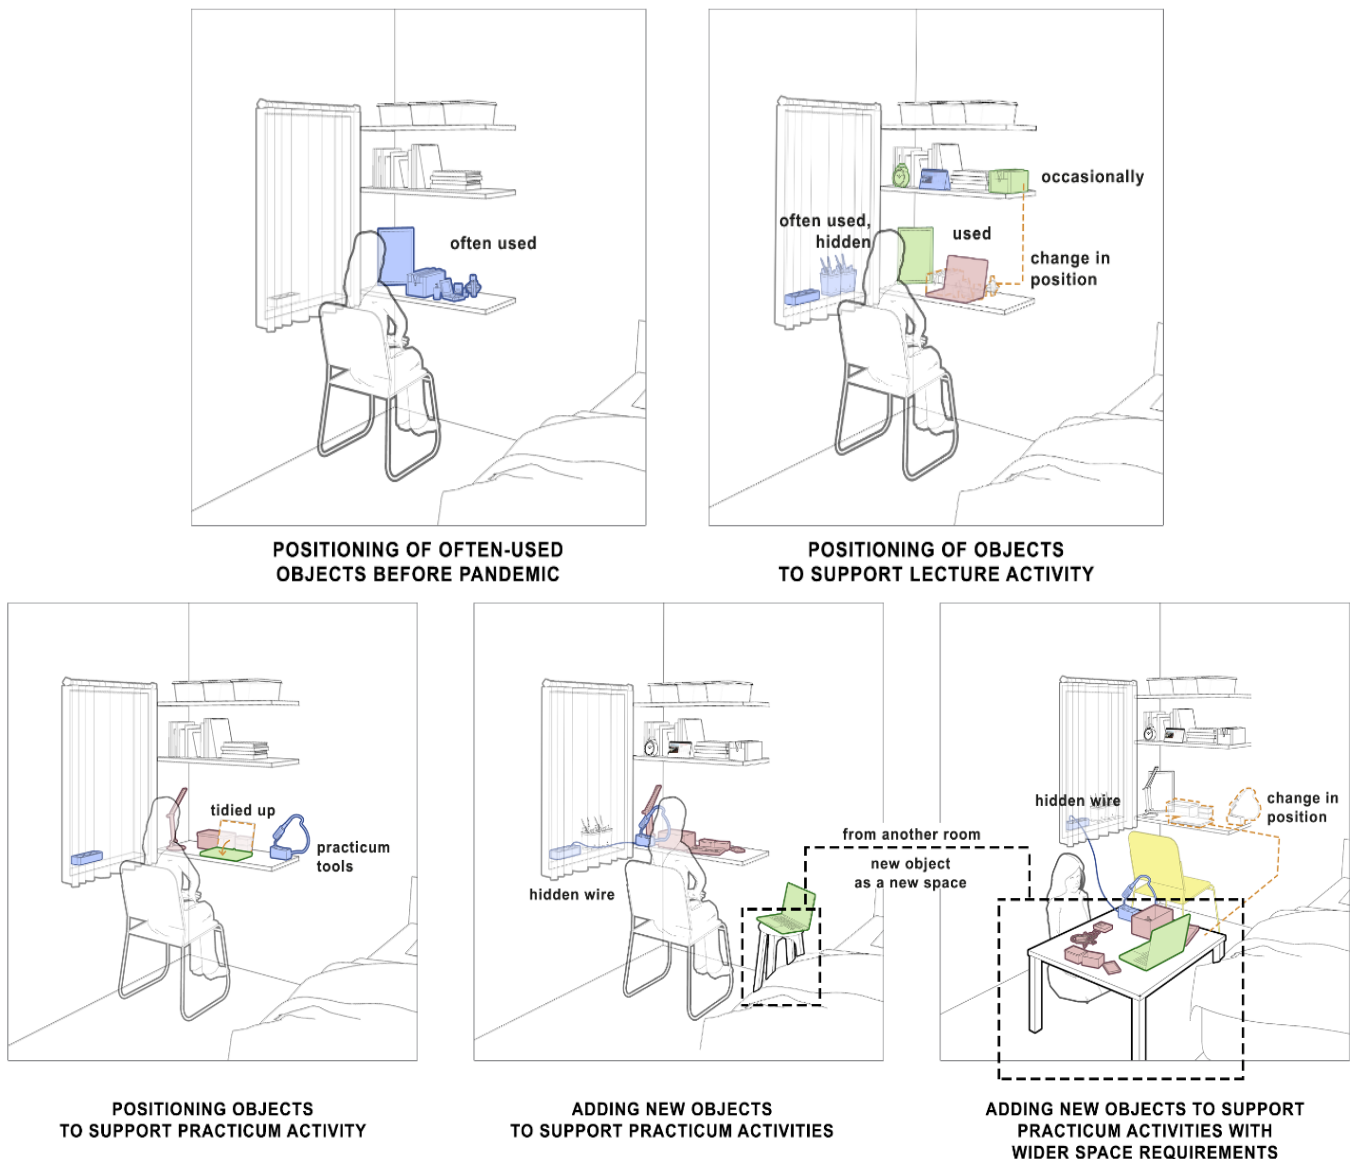 often used
POSITIONING OF OFTEN-USED
OBJECTS BEFORE PANDEMIC
occasionally
often used,
hidden
used
change in
position
POSITIONING OF OBJECTS
TO SUPPORT LECTURE ACTIVITY
tidied up
practicum
tools
POSITIONING OBJECTS
TO SUPPORT PRACTICUM ACTIVITY
hidden wire
from another room
new object
as a new space
ADDING NEW OBJECTS
TO SUPPORT PRACTICUM ACTIVITIES
hidden wire
change in
position
ADDING NEW OBJECTS TO SUPPORT
PRACTICUM ACTIVITIES WITH
WIDER SPACE REQUIREMENTS